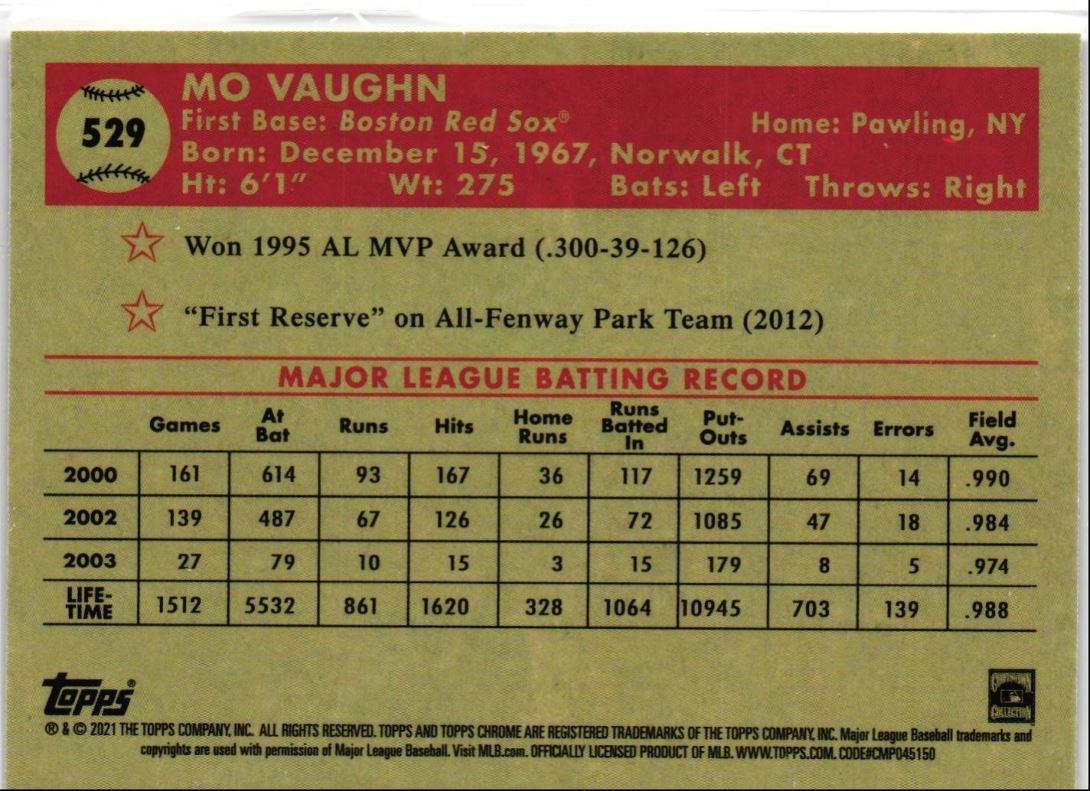 529
MO VAUGHN
First Base: Boston Red Sox® Home: Pawling, NY
Born: December 15, 1967, Norwalk, CT
Ht: 6'1" Wt: 275 Bats: Left Throws: Right
Won 1995 AL MVP Award (.300-39-126)
“First Reserve” on All-Fenway Park Team (2012)
MAJOR LEAGUE BATTING RECORD
Games At Bat Runs Hits Home Runs Runs Batted In Put-Outs Assists Errors Field Avg.
2000 161 614 93 167 36 117 1259 69 14 .990
2002 139 487 67 126 26 72 1085 47 18 .984
2003 27 79 10 15 3 15 179 8 5 .974
LIFE-TIME 1512 5532 861 1620 328 1064 10945 703 139 .988
Topps®
COOPERSTOWN
COLLECTION
® & © 2021 THE TOPPS COMPANY, INC. ALL RIGHTS RESERVED. TOPPS AND TOPPS CHROME ARE REGISTERED TRADEMARKS OF THE TOPPS COMPANY, INC. Major League Baseball trademarks and
copyrights are used with permission of Major League Baseball. Visit MLB.com. OFFICIALLY LICENSED PRODUCT OF MLB. WWW.TOPPS.COM. CODE#CMP045150